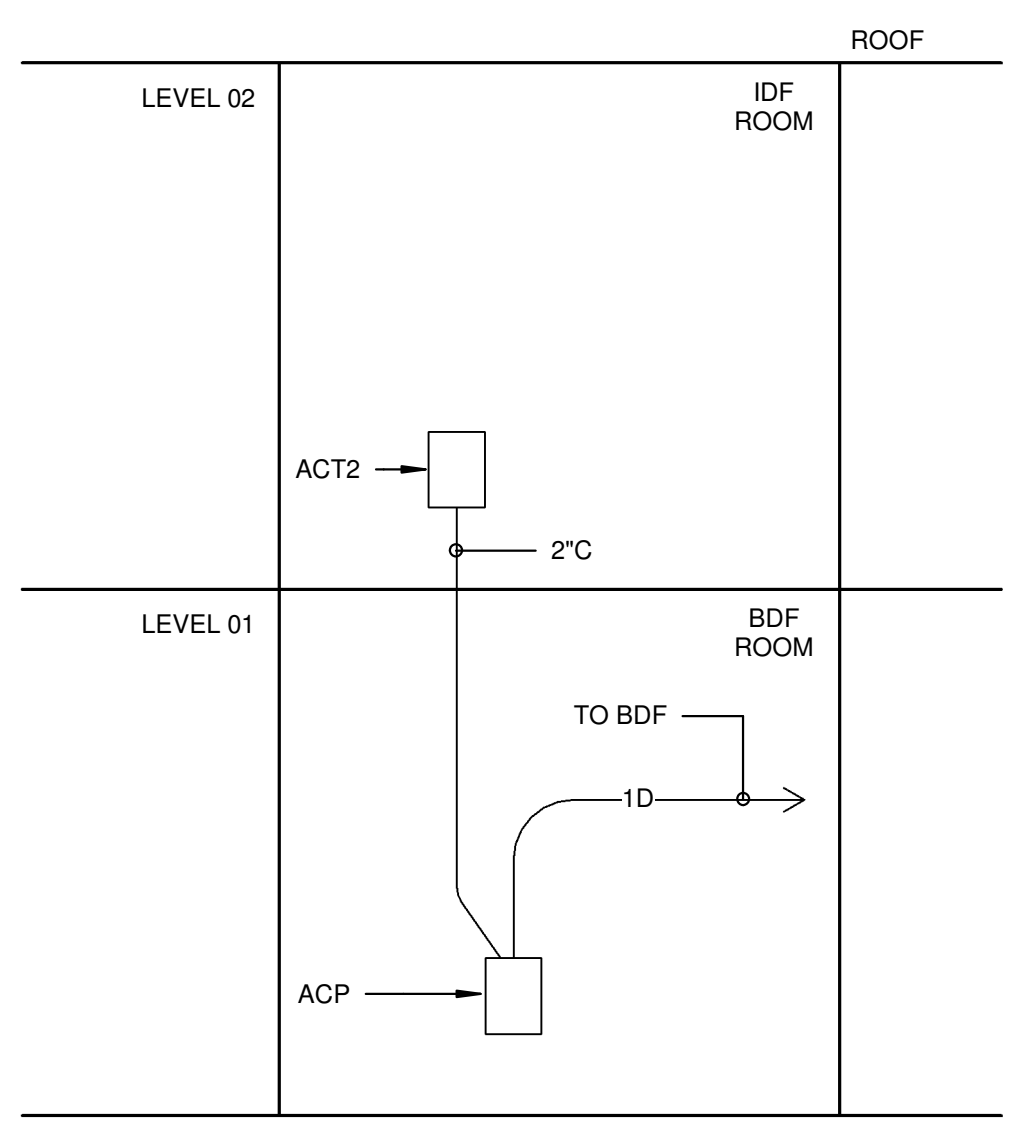 ROOF
LEVEL 02
IDF
ROOM
ACT2
2"C
LEVEL 01
BDF
ROOM
TO BDF
1D
ACP